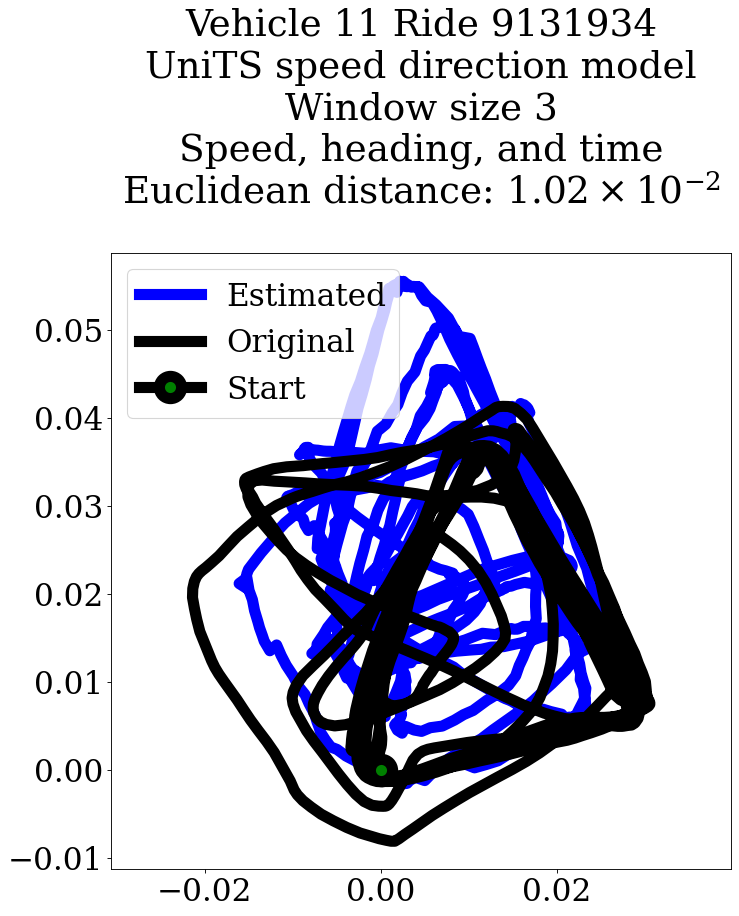 Vehicle 11 Ride 9131934
UniTS speed direction model
Window size 3
Speed, heading, and time
Euclidean distance: 1.02 × 10⁻²
Estimated
Original
Start
0.05
0.04
0.03
0.02
0.01
0.00
−0.01
−0.02 0.00 0.02